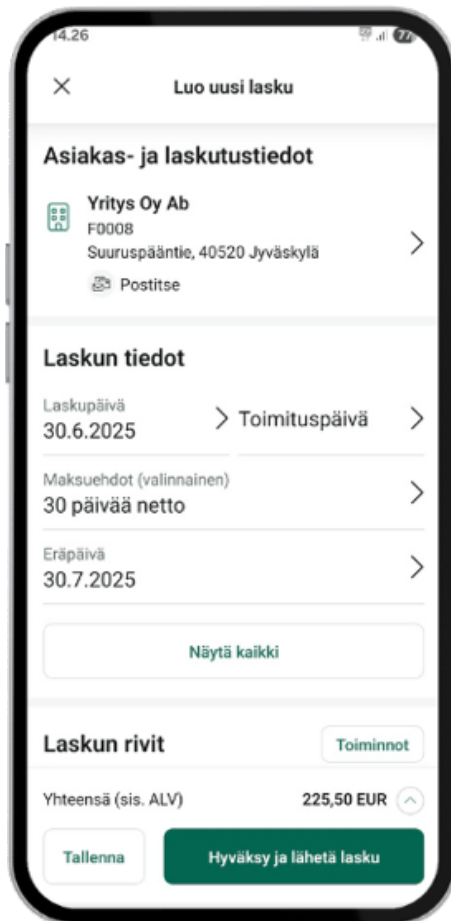 14.26
77
Luo uusi lasku
Asiakas- ja laskutustiedot
Yritys Oy Ab
F0008
Suuruspääntie, 40520 Jyväskylä
Postitse
Laskun tiedot
Laskupäivä
30.6.2025
Toimituspäivä
Maksuehdot (valinnainen)
30 päivää netto
Eräpäivä
30.7.2025
Näytä kaikki
Laskun rivit
Toiminnot
Yhteensä (sis. ALV)
225,50 EUR
Tallenna
Hyväksy ja lähetä lasku